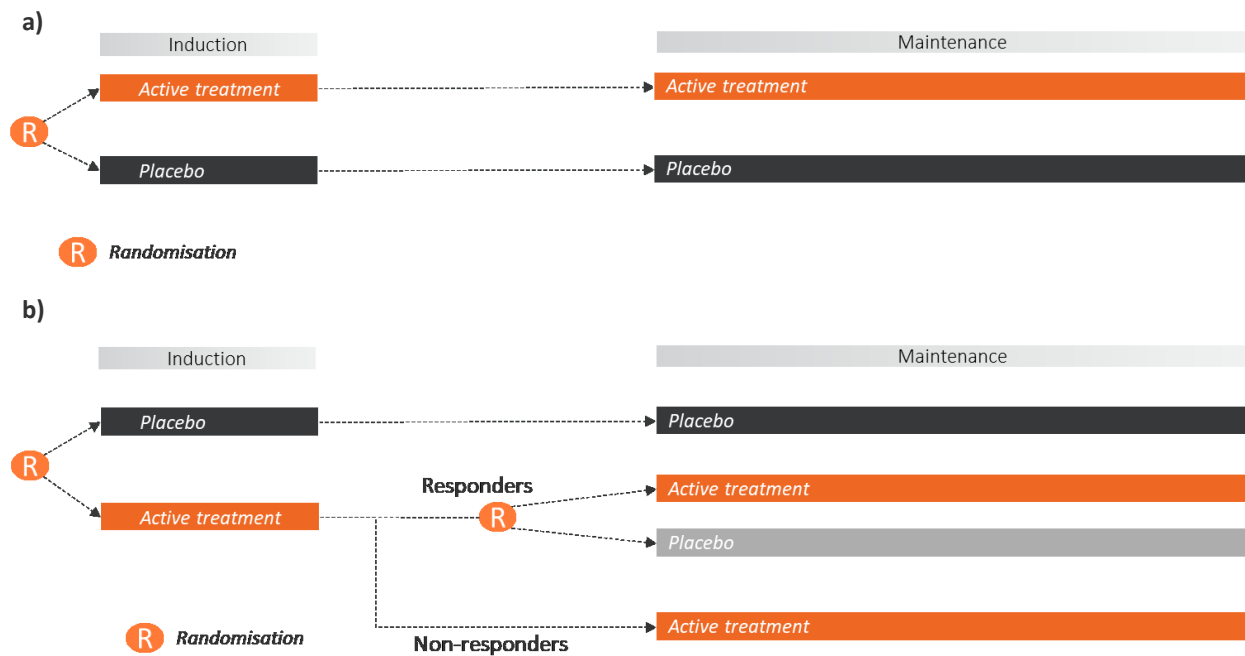 a)
Induction
Maintenance
Active treatment
Active treatment
R
Placebo
Placebo
R Randomisation
b)
Induction
Maintenance
Placebo
Placebo
R
Responders
Active treatment
Active treatment
R
Placebo
Active treatment
R Randomisation
Non-responders